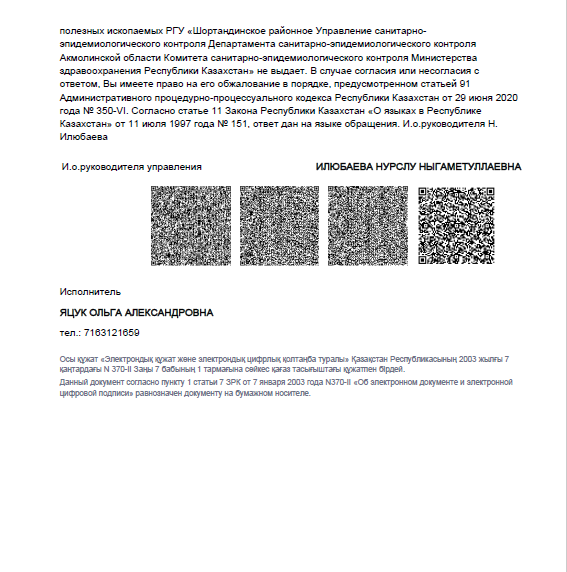 полезных ископаемых РГУ «Шортандинское районное Управление санитарно-
эпидемиологического контроля Департамента санитарно-эпидемиологического контроля
Акмолинской области Комитета санитарно-эпидемиологического контроля Министерства
здравоохранения Республики Казахстан» не выдает. В случае согласия или несогласия с
ответом, Вы имеете право на его обжалование в порядке, предусмотренном статьей 91
Административного процедурно-процессуального кодекса Республики Казахстан от 29 июня 2020
года № 350-VI. Согласно статье 11 Закона Республики Казахстан «О языках в Республике
Казахстан» от 11 июля 1997 года № 151, ответ дан на языке обращения. И.о.руководителя Н.
Илюбаева
И.о.руководителя управления ИЛЮБАЕВА НУРСЛУ НЫГАМЕТУЛЛАЕВНА
Исполнитель
ЯЦУК ОЛЬГА АЛЕКСАНДРОВНА
тел.: 7163121659
Осы құжат «Электрондық құжат және электрондық цифрлық қолтаңба туралы» Қазақстан Республикасының 2003 жылғы 7
қаңтардағы N 370-II Заңы 7 бабының 1 тармағына сәйкес қағаз тасығыштағы құжатпен бірдей.
Данный документ согласно пункту 1 статьи 7 ЗРК от 7 января 2003 года N370-II «Об электронном документе и электронной
цифровой подписи» равнозначен документу на бумажном носителе.